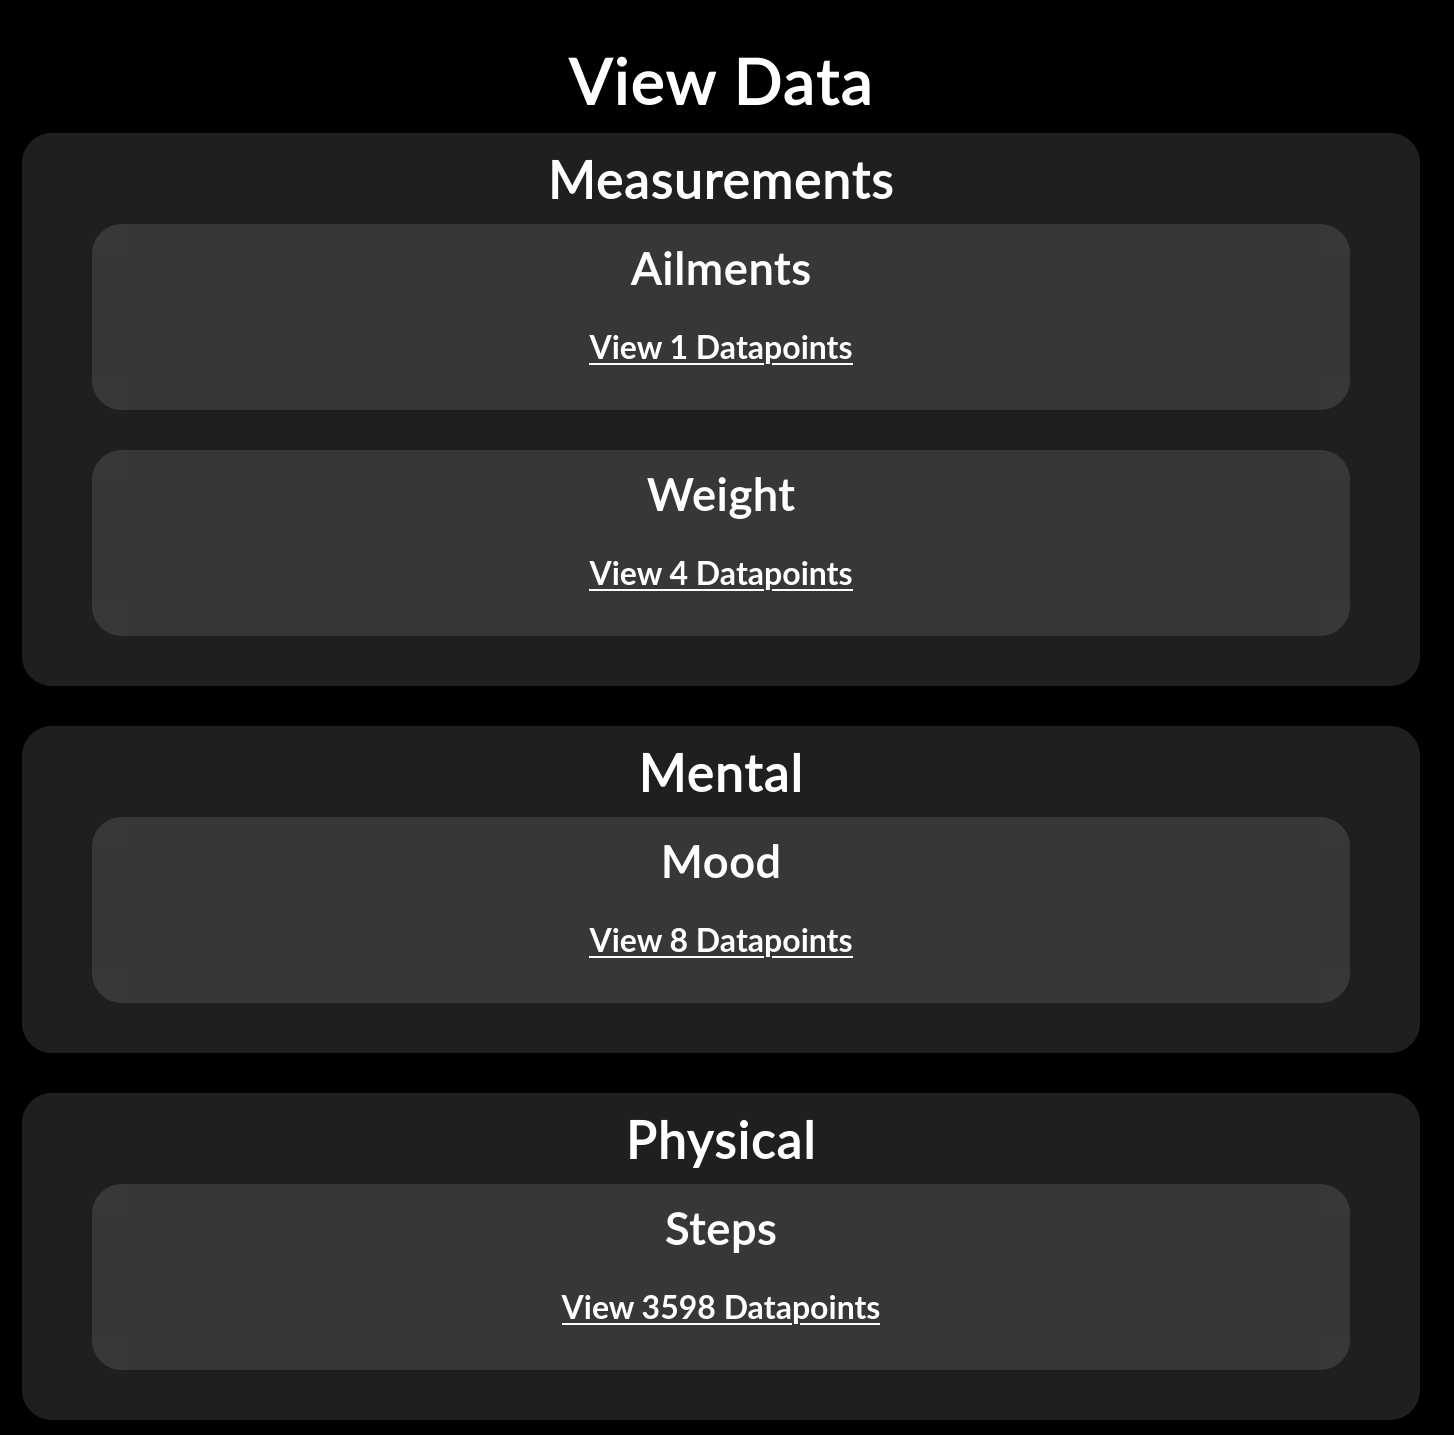 View Data
Measurements
Ailments
View 1 Datapoints
Weight
View 4 Datapoints
Mental
Mood
View 8 Datapoints
Physical
Steps
View 3598 Datapoints